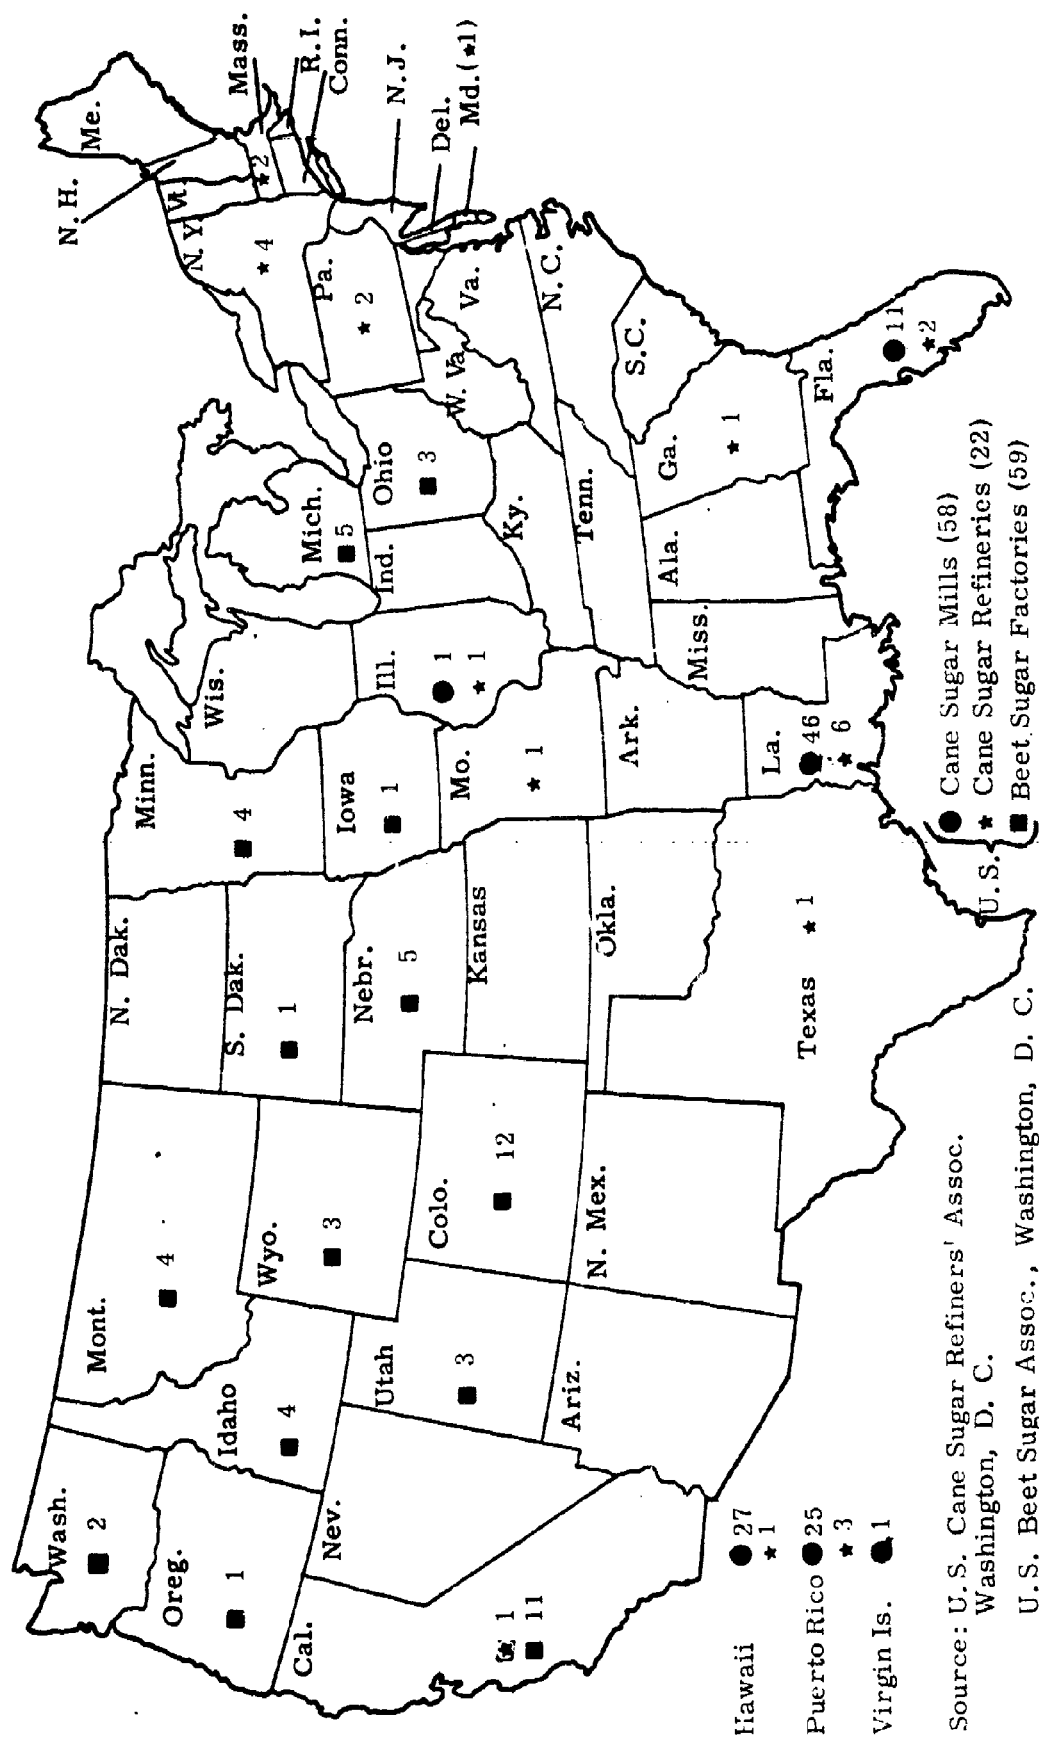 Wash.
■ 2
Oreg.
■ 1
Cal.
★ 1
■ 11
Nev.
Idaho
■ 4
Mont.
■ 4
Wyo.
■ 3
Utah
■ 3
Ariz.
Colo.
■ 12
N. Mex.
N. Dak.
S. Dak.
■ 1
Nebr.
■ 5
Kansas
Okla.
Texas
★ 1
Minn.
■ 4
Iowa
■ 1
Mo.
★ 1
Ark.
La.
● 46
★ 6
Wis.
Ill.
● 1
★ 1
Mich.
■ 5
Ind.
Ohio
■ 3
Ky.
Tenn.
Miss.
Ala.
Ga.
★ 1
Fla.
● 11
★ 2
S.C.
N. C.
Va.
W. Va
Pa.
★ 2
N. Y.
★ 4
Vt.
N. H.
Me.
Mass.
★ 2
R.I.
Conn.
N.J.
Del.
Md. (★1)
Hawaii ● 27
★ 1
Puerto Rico ● 25
★ 3
Virgin Is. ● 1
U.S.
● Cane Sugar Mills (58)
★ Cane Sugar Refineries (22)
■ Beet Sugar Factories (59)
Source: U.S. Cane Sugar Refiners' Assoc.
Washington, D. C.
U.S. Beet Sugar Assoc., Washington, D. C.